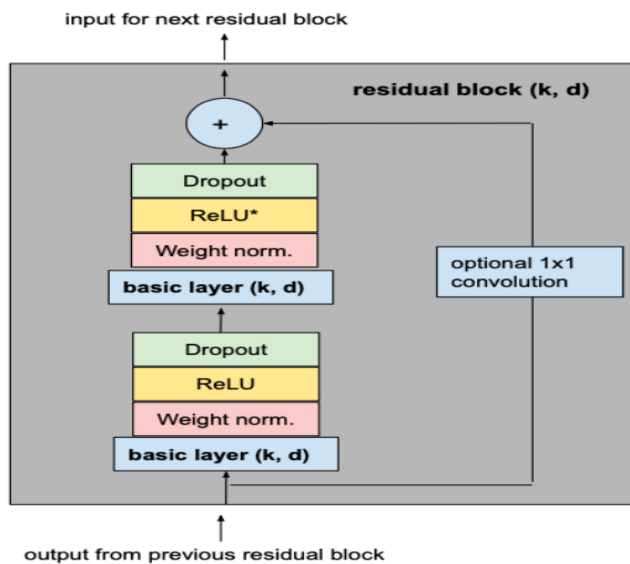 input for next residual block
residual block (k, d)
+
Dropout
ReLU*
Weight norm.
basic layer (k, d)
optional 1x1
convolution
Dropout
ReLU
Weight norm.
basic layer (k, d)
output from previous residual block